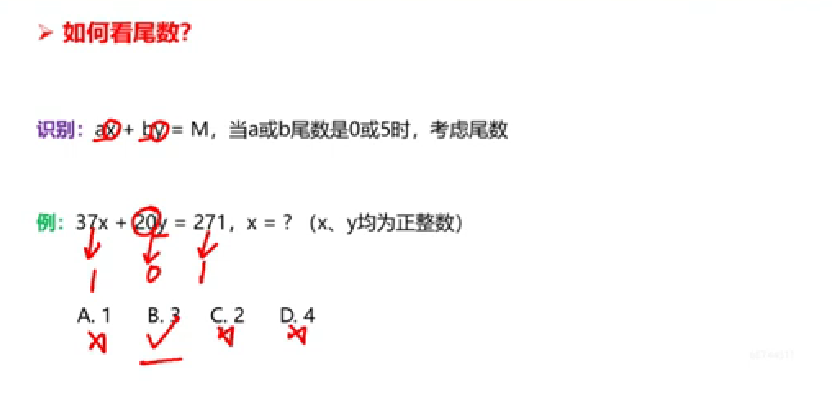 ➢ 如何看尾数?
识别：ax + by = M，当a或b尾数是0或5时，考虑尾数
例：37x + 20y = 271，x = ？（x、y均为正整数）
1 0 1
A. 1 B. 3 C. 2 D. 4